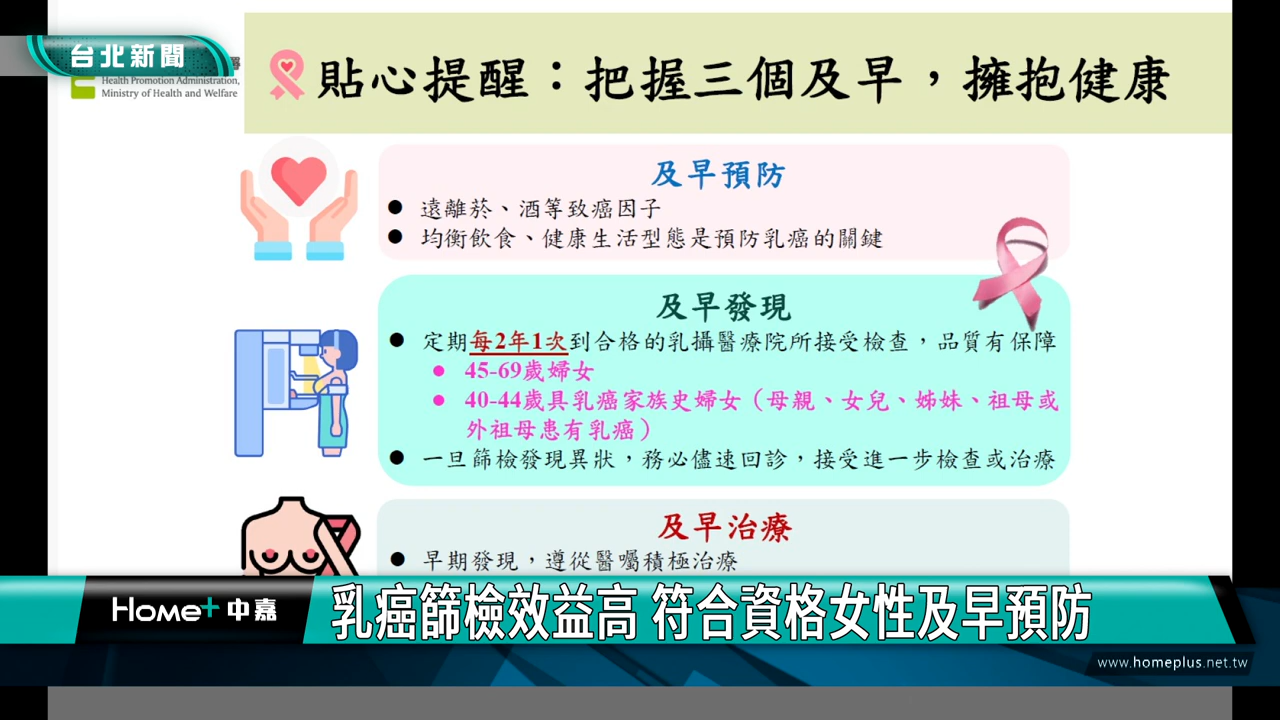 台北新聞
署
Health Promotion Administration,
Ministry of Health and Welfare
貼心提醒：把握三個及早，擁抱健康
及早預防
● 遠離菸、酒等致癌因子
● 均衡飲食、健康生活型態是預防乳癌的關鍵
及早發現
● 定期每2年1次到合格的乳攝醫療院所接受檢查，品質有保障
● 45-69歲婦女
● 40-44歲具乳癌家族史婦女（母親、女兒、姊妹、祖母或
外祖母患有乳癌）
● 一旦篩檢發現異狀，務必儘速回診，接受進一步檢查或治療
及早治療
● 早期發現，遵從醫囑積極治療
Home+中嘉
乳癌篩檢效益高 符合資格女性及早預防
www.homeplus.net.tw